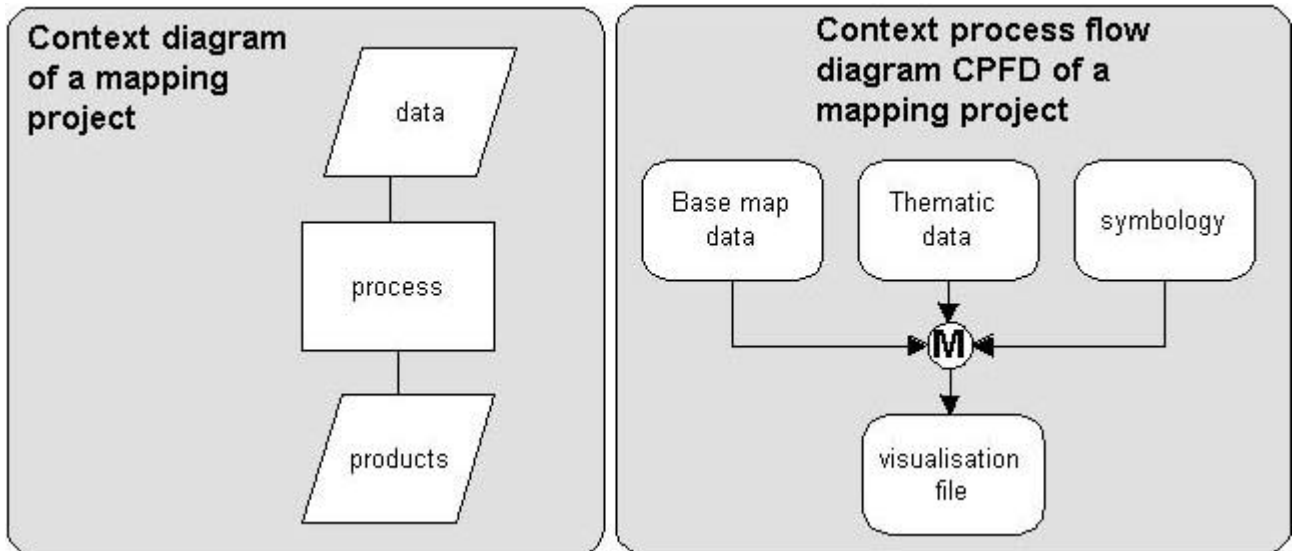 Context diagram
of a mapping
project
data
process
products
Context process flow
diagram CPFD of a
mapping project
Base map
data
Thematic
data
symbology
M
visualisation
file